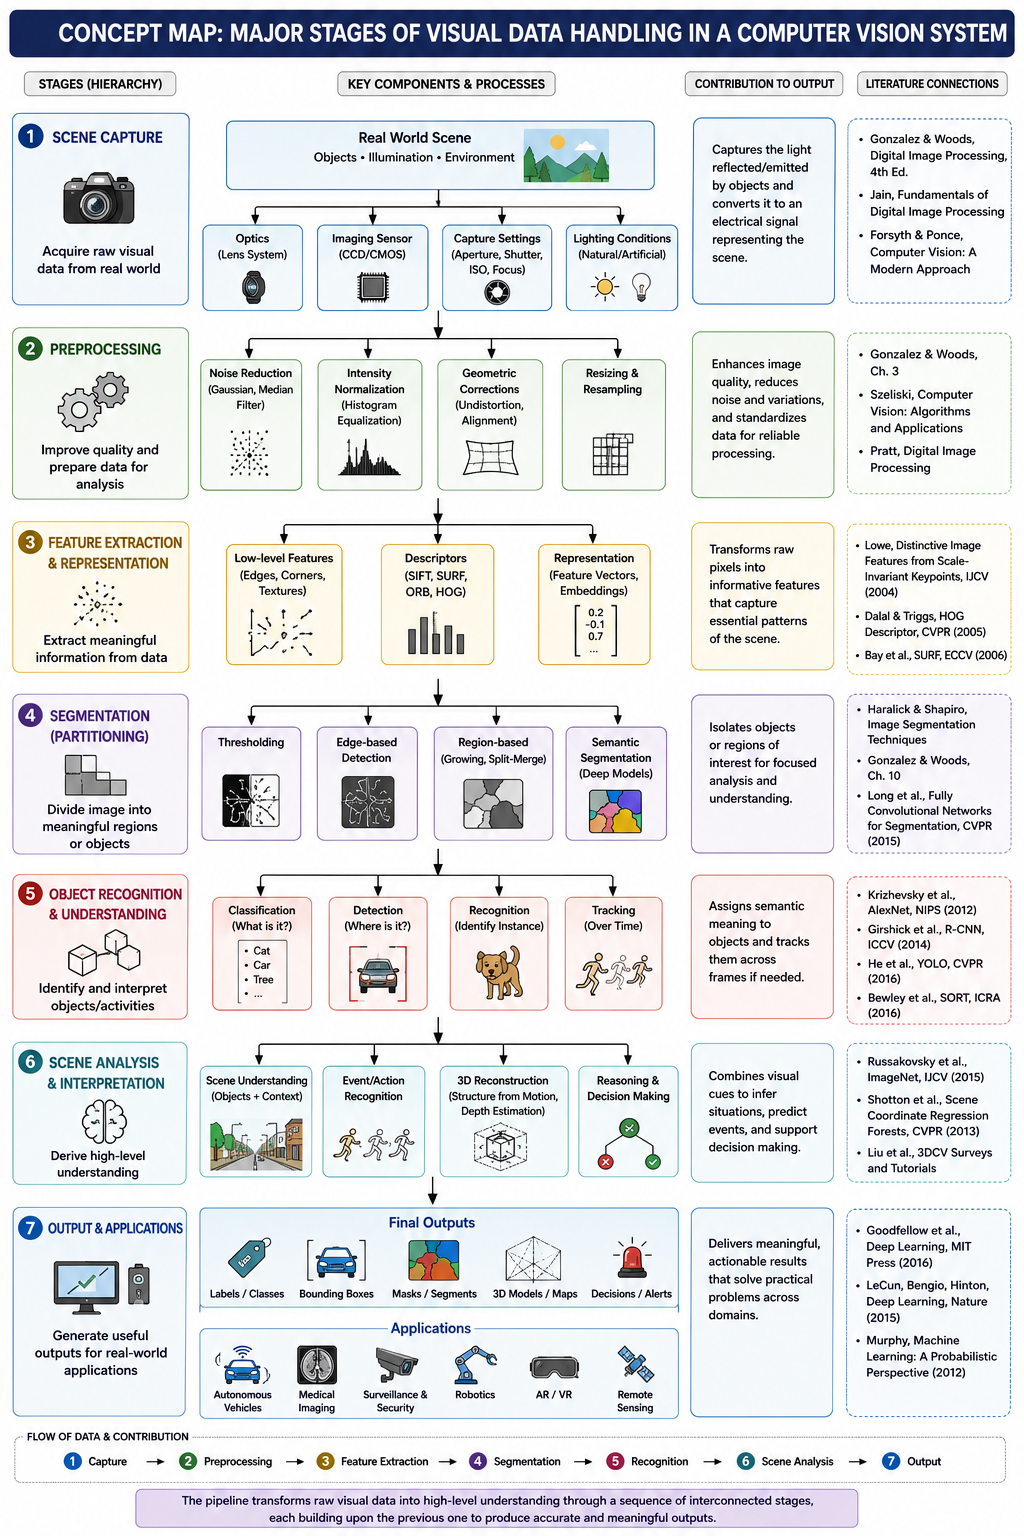 CONCEPT MAP: MAJOR STAGES OF VISUAL DATA HANDLING IN A COMPUTER VISION SYSTEM
STAGES (HIERARCHY)
KEY COMPONENTS & PROCESSES
CONTRIBUTION TO OUTPUT
LITERATURE CONNECTIONS
1 SCENE CAPTURE
Acquire raw visual
data from real world
Real World Scene
Objects • Illumination • Environment
Optics
(Lens System)
Imaging Sensor
(CCD/CMOS)
Capture Settings
(Aperture, Shutter,
ISO, Focus)
Lighting Conditions
(Natural/Artificial)
Captures the light
reflected/emitted
by objects and
converts it to an
electrical signal
representing the
scene.
• Gonzalez & Woods,
Digital Image Processing,
4th Ed.
• Jain, Fundamentals of
Digital Image Processing
• Forsyth & Ponce,
Computer Vision: A
Modern Approach
2 PREPROCESSING
Improve quality and
prepare data for
analysis
Noise Reduction
(Gaussian, Median
Filter)
Intensity
Normalization
(Histogram
Equalization)
Geometric
Corrections
(Undistortion,
Alignment)
Resizing &
Resampling
Enhances image
quality, reduces
noise and variations,
and standardizes
data for reliable
processing.
• Gonzalez & Woods,
Ch. 3
• Szeliski, Computer
Vision: Algorithms
and Applications
• Pratt, Digital Image
Processing
3 FEATURE EXTRACTION
& REPRESENTATION
Extract meaningful
information from data
Low-level Features
(Edges, Corners,
Textures)
Descriptors
(SIFT, SURF,
ORB, HOG)
Representation
(Feature Vectors,
Embeddings)
0.2
-0.1
0.7
...
Transforms raw
pixels into
informative features
that capture
essential patterns
of the scene.
• Lowe, Distinctive Image
Features from Scale-
Invariant Keypoints, IJCV
(2004)
• Dalal & Triggs, HOG
Descriptor, CVPR (2005)
• Bay et al., SURF, ECCV (2006)
4 SEGMENTATION
(PARTITIONING)
Divide image into
meaningful regions
or objects
Thresholding
Edge-based
Detection
Region-based
(Growing, Split-Merge)
Semantic
Segmentation
(Deep Models)
Isolates objects
or regions of
interest for focused
analysis and
understanding.
• Haralick & Shapiro,
Image Segmentation
Techniques
• Gonzalez & Woods,
Ch. 10
• Long et al., Fully
Convolutional Networks
for Segmentation, CVPR
(2015)
5 OBJECT RECOGNITION
& UNDERSTANDING
Identify and interpret
objects/activities
Classification
(What is it?)
• Cat
• Car
• Tree
• ...
Detection
(Where is it?)
Recognition
(Identify Instance)
Tracking
(Over Time)
Assigns semantic
meaning to
objects and tracks
them across
frames if needed.
• Krizhevsky et al.,
AlexNet, NIPS (2012)
• Girshick et al., R-CNN,
ICCV (2014)
• He et al., YOLO, CVPR
(2016)
• Bewley et al., SORT, ICRA
(2016)
6 SCENE ANALYSIS
& INTERPRETATION
Derive high-level
understanding
Scene Understanding
(Objects + Context)
Event/Action
Recognition
3D Reconstruction
(Structure from Motion,
Depth Estimation)
Reasoning &
Decision Making
Combines visual
cues to infer
situations, predict
events, and support
decision making.
• Russakovsky et al.,
ImageNet, IJCV (2015)
• Shotton et al., Scene
Coordinate Regression
Forests, CVPR (2013)
• Liu et al., 3DCV Surveys
and Tutorials
7 OUTPUT & APPLICATIONS
Generate useful
outputs for real-world
applications
Final Outputs
Labels / Classes
Bounding Boxes
Masks / Segments
3D Models / Maps
Decisions / Alerts
Applications
Autonomous
Vehicles
Medical
Imaging
Surveillance &
Security
Robotics
AR / VR
Remote
Sensing
Delivers meaningful,
actionable results
that solve practical
problems across
domains.
• Goodfellow et al.,
Deep Learning, MIT
Press (2016)
• LeCun, Bengio, Hinton,
Deep Learning, Nature
(2015)
• Murphy, Machine
Learning: A Probabilistic
Perspective (2012)
FLOW OF DATA & CONTRIBUTION
1 Capture → 2 Preprocessing → 3 Feature Extraction → 4 Segmentation → 5 Recognition → 6 Scene Analysis → 7 Output
The pipeline transforms raw visual data into high-level understanding through a sequence of interconnected stages,
each building upon the previous one to produce accurate and meaningful outputs.